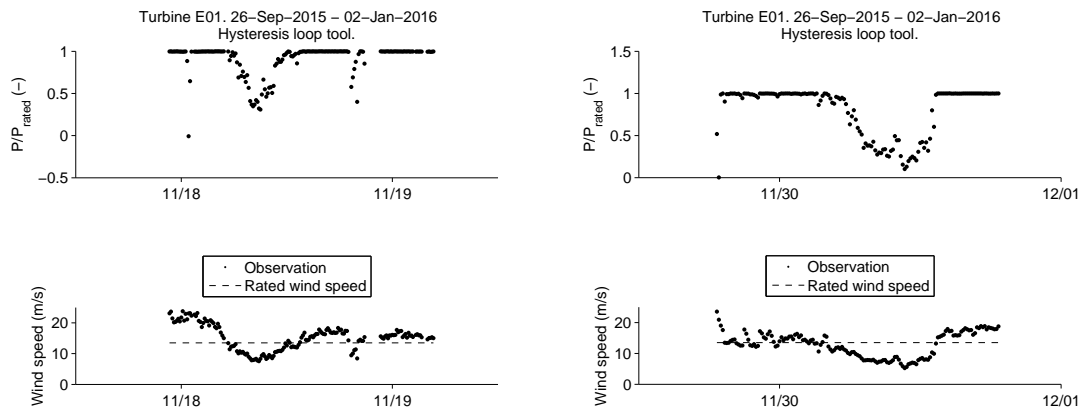 Turbine E01. 26−Sep−2015 − 02−Jan−2016
Hysteresis loop tool.
1
0.5
0
−0.5
P/Prated (−)
11/18
11/19
Observation
Rated wind speed
20
10
0
Wind speed (m/s)
11/18
11/19
Turbine E01. 26−Sep−2015 − 02−Jan−2016
Hysteresis loop tool.
1.5
1
0.5
0
P/Prated (−)
11/30
12/01
Observation
Rated wind speed
20
10
0
Wind speed (m/s)
11/30
12/01